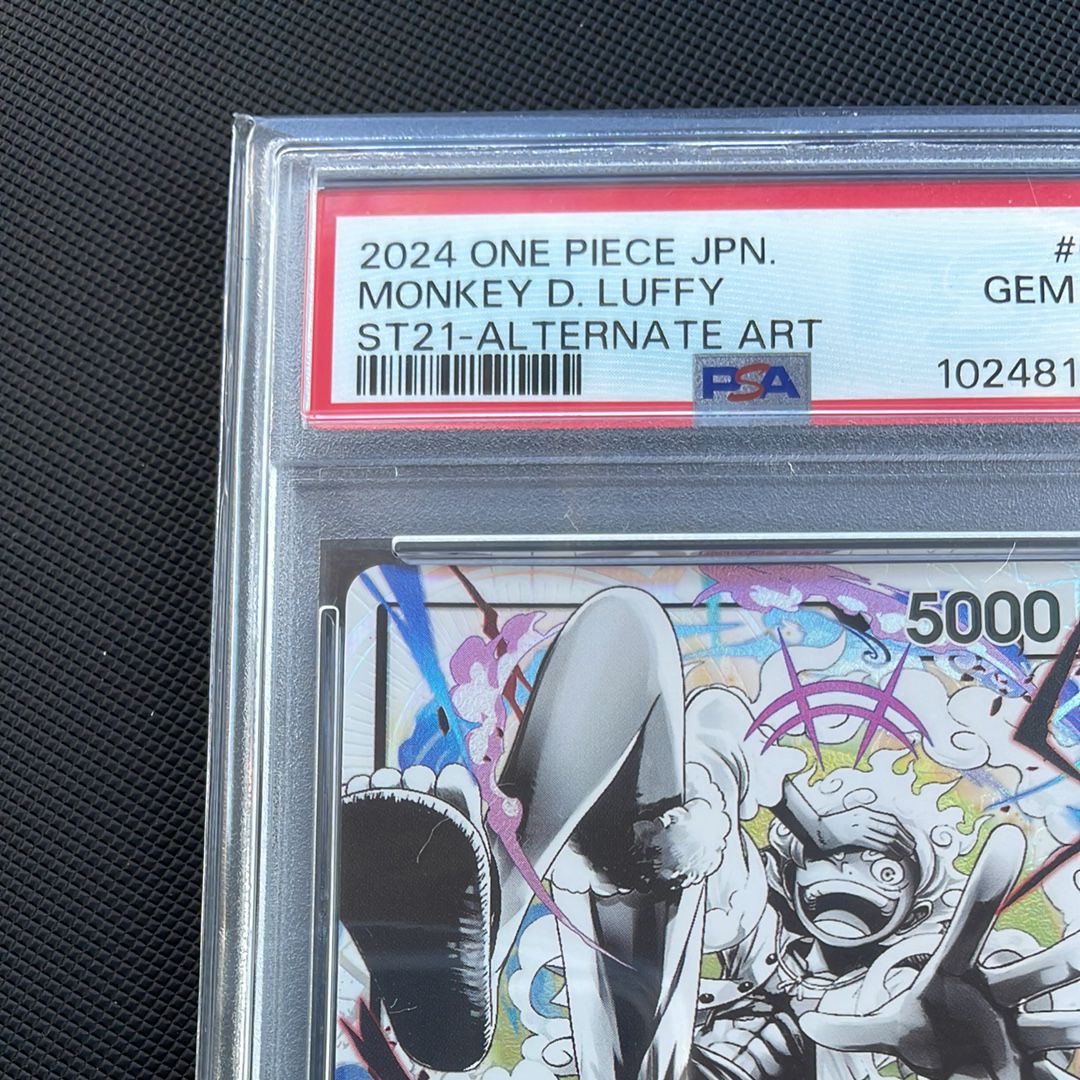 2024 ONE PIECE JPN. #
MONKEY D. LUFFY GEM
ST21-ALTERNATE ART
102481
PSA
5000